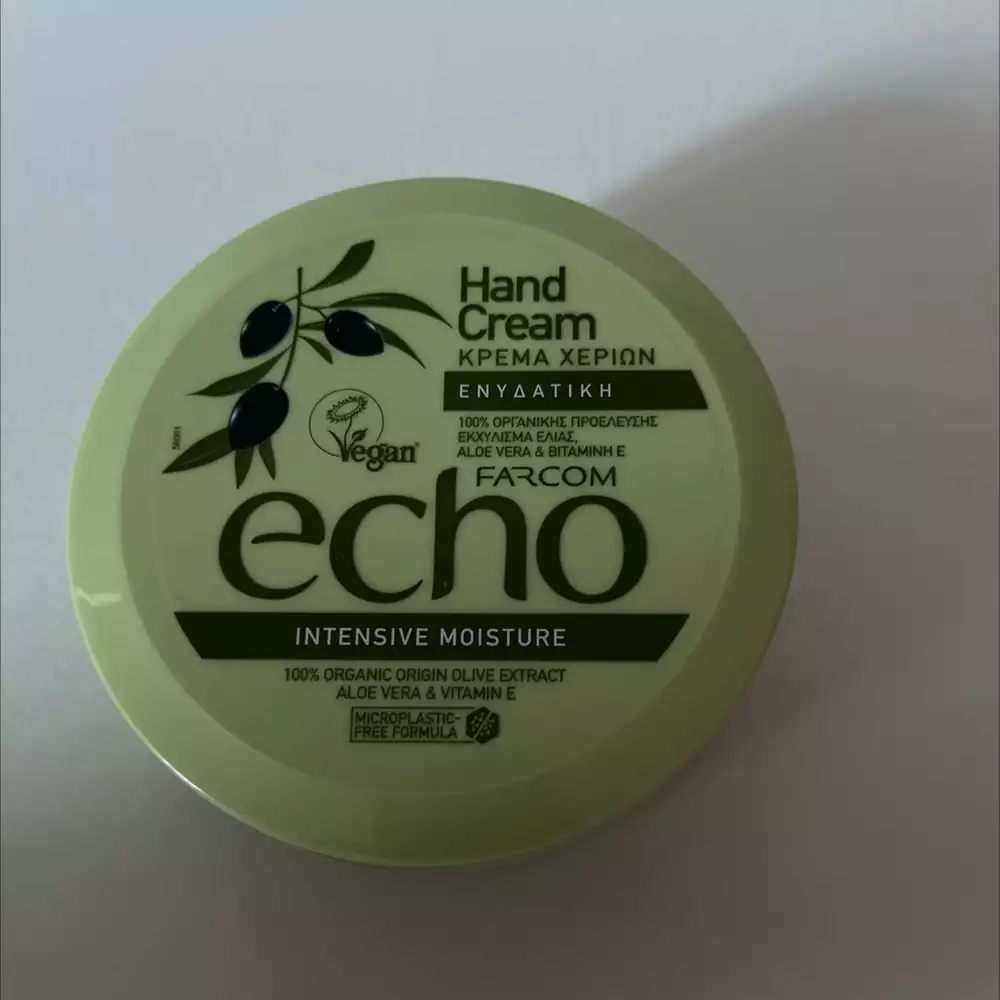 Hand
Cream
ΚΡΕΜΑ ΧΕΡΙΩΝ
ΕΝΥΔΑΤΙΚΗ
100% ΟΡΓΑΝΙΚΗΣ ΠΡΟΕΛΕΥΣΗΣ
ΕΚΧΥΛΙΣΜΑ ΕΛΙΑΣ,
ALOE VERA & ΒΙΤΑΜΙΝΗ Ε
Vegan
FARCOM
echo
INTENSIVE MOISTURE
100% ORGANIC ORIGIN OLIVE EXTRACT
ALOE VERA & VITAMIN E
MICROPLASTIC-
FREE FORMULA